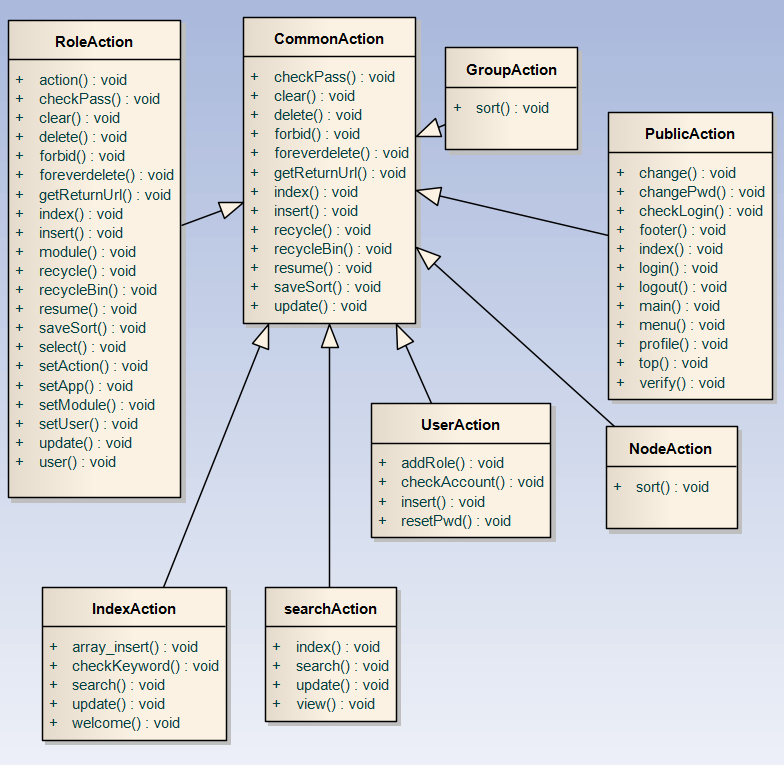 RoleAction
+ action() : void
+ checkPass() : void
+ clear() : void
+ delete() : void
+ forbid() : void
+ foreverdelete() : void
+ getReturnUrl() : void
+ index() : void
+ insert() : void
+ module() : void
+ recycle() : void
+ recycleBin() : void
+ resume() : void
+ saveSort() : void
+ select() : void
+ setAction() : void
+ setApp() : void
+ setModule() : void
+ setUser() : void
+ update() : void
+ user() : void
CommonAction
+ checkPass() : void
+ clear() : void
+ delete() : void
+ forbid() : void
+ foreverdelete() : void
+ getReturnUrl() : void
+ index() : void
+ insert() : void
+ recycle() : void
+ recycleBin() : void
+ resume() : void
+ saveSort() : void
+ update() : void
GroupAction
+ sort() : void
PublicAction
+ change() : void
+ changePwd() : void
+ checkLogin() : void
+ footer() : void
+ index() : void
+ login() : void
+ logout() : void
+ main() : void
+ menu() : void
+ profile() : void
+ top() : void
+ verify() : void
UserAction
+ addRole() : void
+ checkAccount() : void
+ insert() : void
+ resetPwd() : void
NodeAction
+ sort() : void
IndexAction
+ array_insert() : void
+ checkKeyword() : void
+ search() : void
+ update() : void
+ welcome() : void
searchAction
+ index() : void
+ search() : void
+ update() : void
+ view() : void